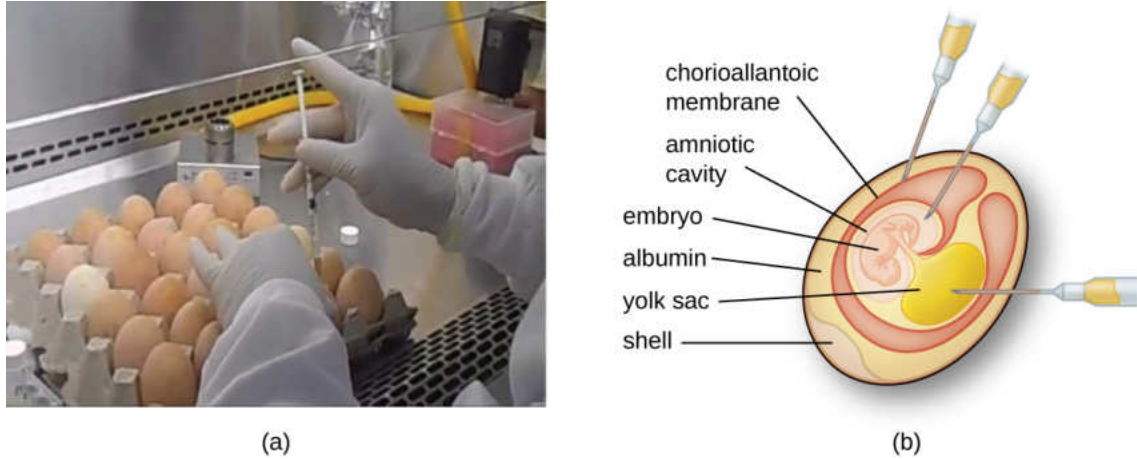 chorioallantoic
membrane
amniotic
cavity
embryo
albumin
yolk sac
shell
(a)
(b)